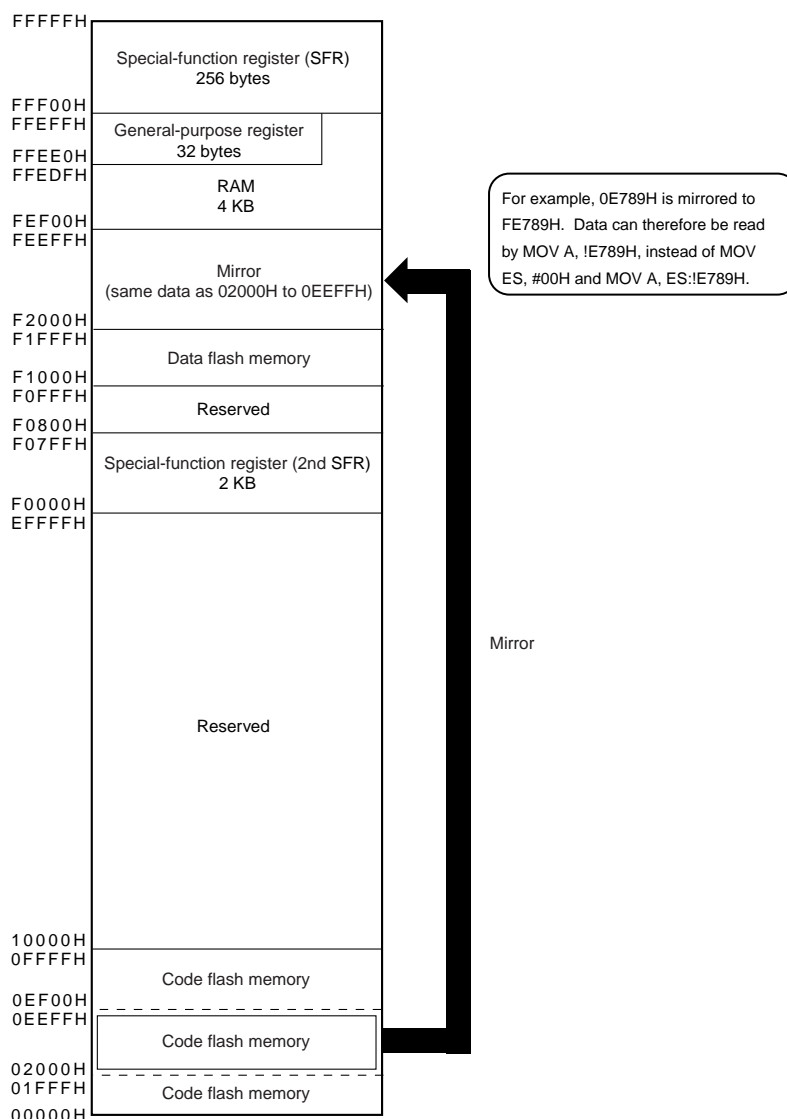 FFFFFH
Special-function register (SFR)
256 bytes
FFF00H
FFEFFH
General-purpose register
32 bytes
FFEE0H
FFEDFH
RAM
4 KB
FEF00H
FEEFFH
Mirror
(same data as 02000H to 0EEFFH)
For example, 0E789H is mirrored to
FE789H. Data can therefore be read
by MOV A, !E789H, instead of MOV
ES, #00H and MOV A, ES:!E789H.
F2000H
F1FFFH
Data flash memory
F1000H
F0FFFH
Reserved
F0800H
F07FFH
Special-function register (2nd SFR)
2 KB
F0000H
EFFFFH
Mirror
Reserved
10000H
0FFFFH
Code flash memory
0EF00H
0EEFFH
Code flash memory
02000H
01FFFH
Code flash memory
00000H